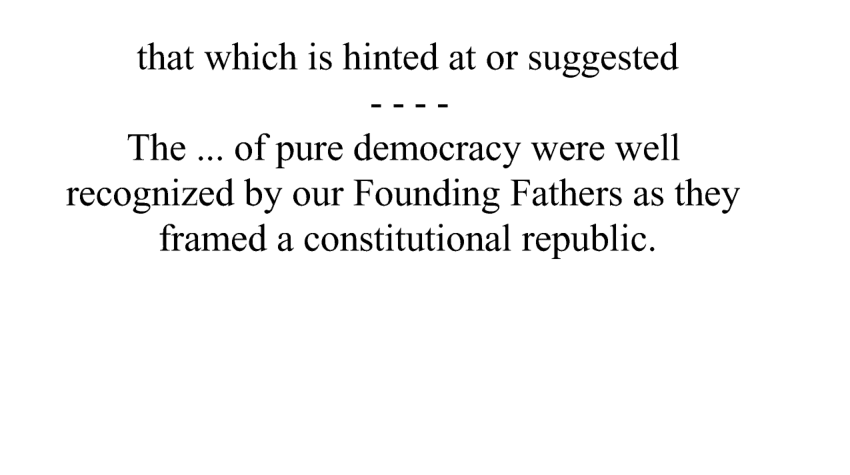 that which is hinted at or suggested
- - - -
The ... of pure democracy were well
recognized by our Founding Fathers as they
framed a constitutional republic.